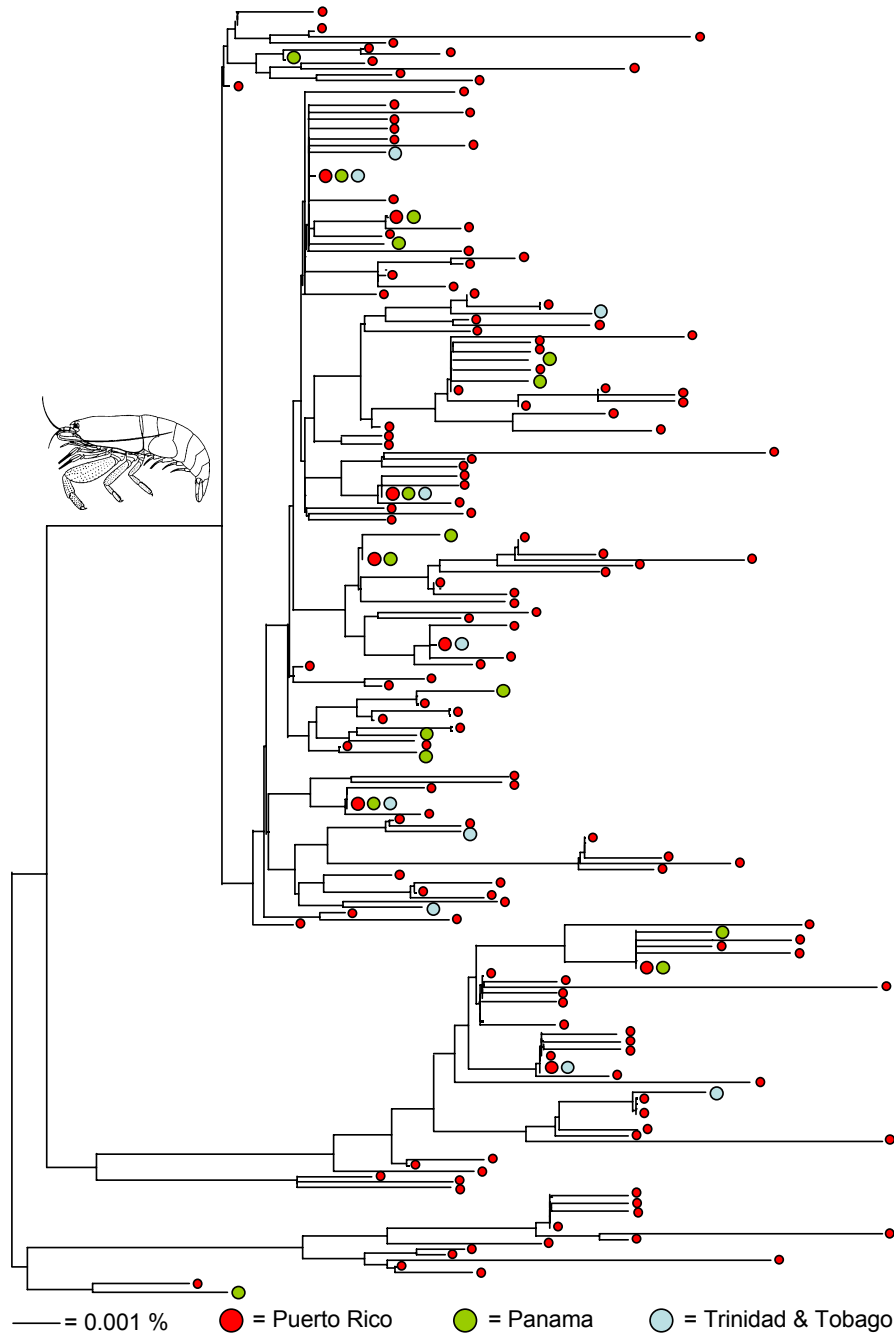 = 0.001 % = Puerto Rico = Panama = Trinidad & Tobago